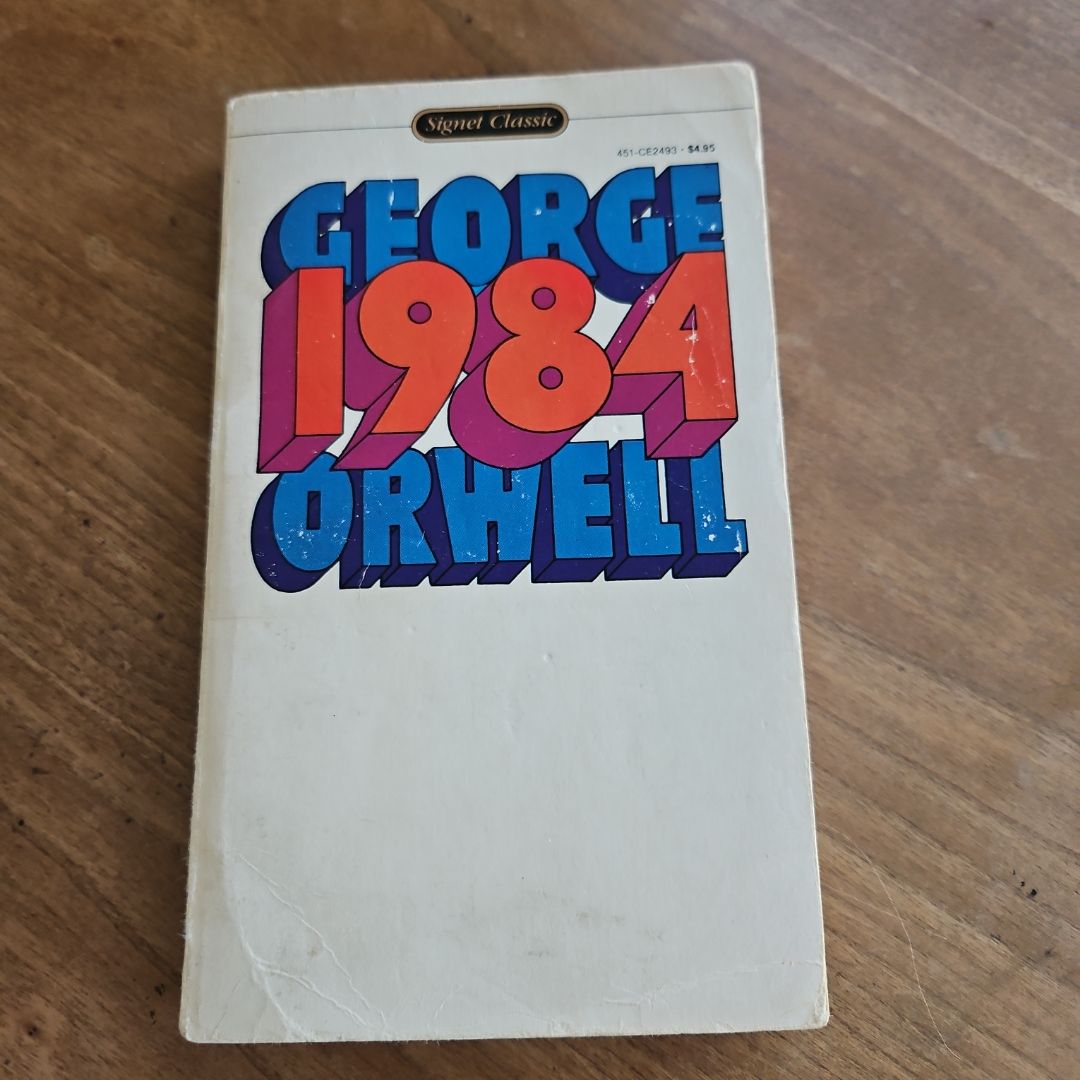 Signet Classic
451-CE2493 · $4.95
GEORGE
1984
ORWELL